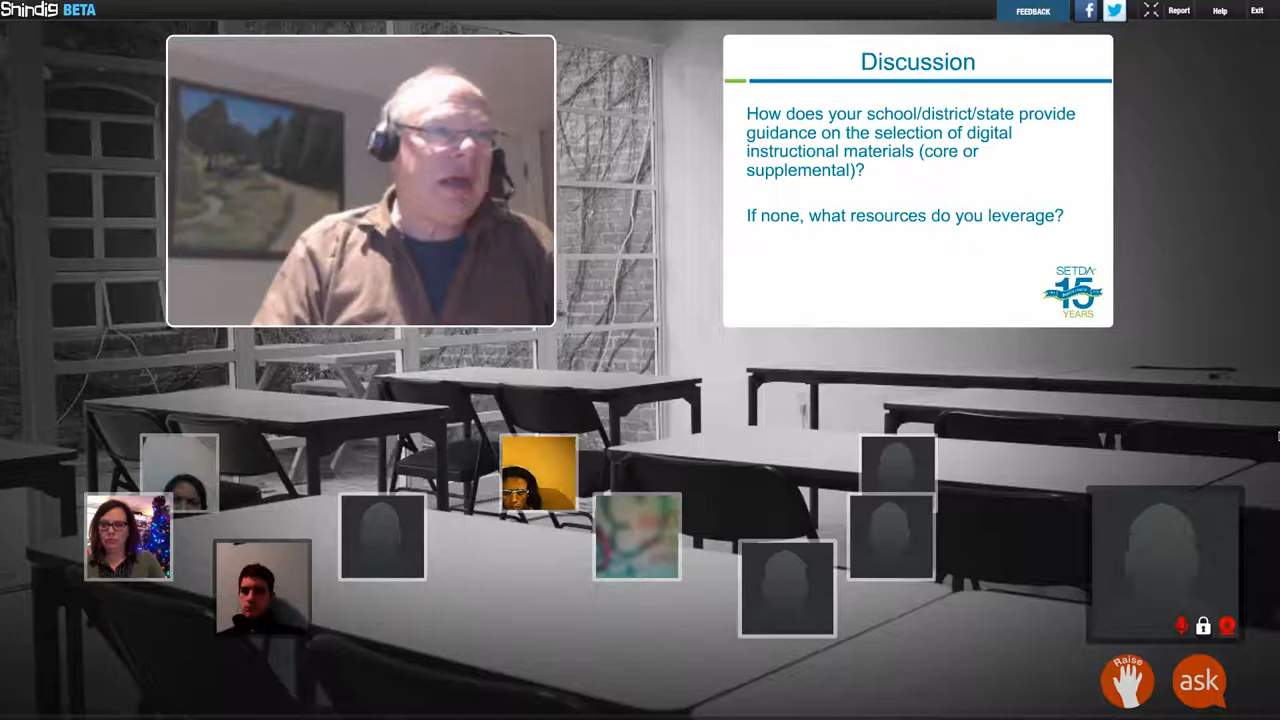 Shindig BETA
FEEDBACK
Report
Help
Exit
Discussion
How does your school/district/state provide
guidance on the selection of digital
instructional materials (core or
supplemental)?
If none, what resources do you leverage?
SETDA
15
YEARS
Raise
ask